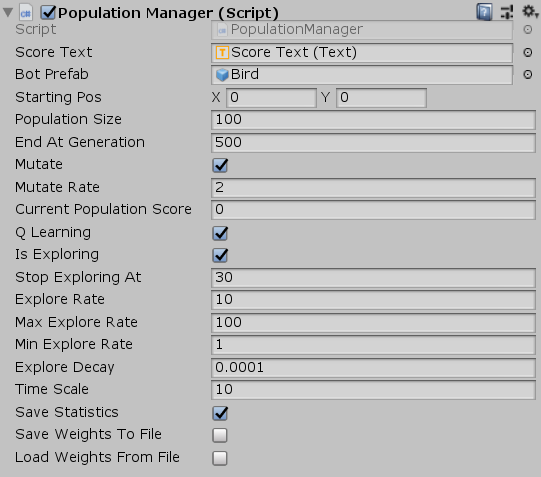 Population Manager (Script)
Script PopulationManager
Score Text Score Text (Text)
Bot Prefab Bird
Starting Pos X 0 Y 0
Population Size 100
End At Generation 500
Mutate
Mutate Rate 2
Current Population Score 0
Q Learning
Is Exploring
Stop Exploring At 30
Explore Rate 10
Max Explore Rate 100
Min Explore Rate 1
Explore Decay 0.0001
Time Scale 10
Save Statistics
Save Weights To File
Load Weights From File